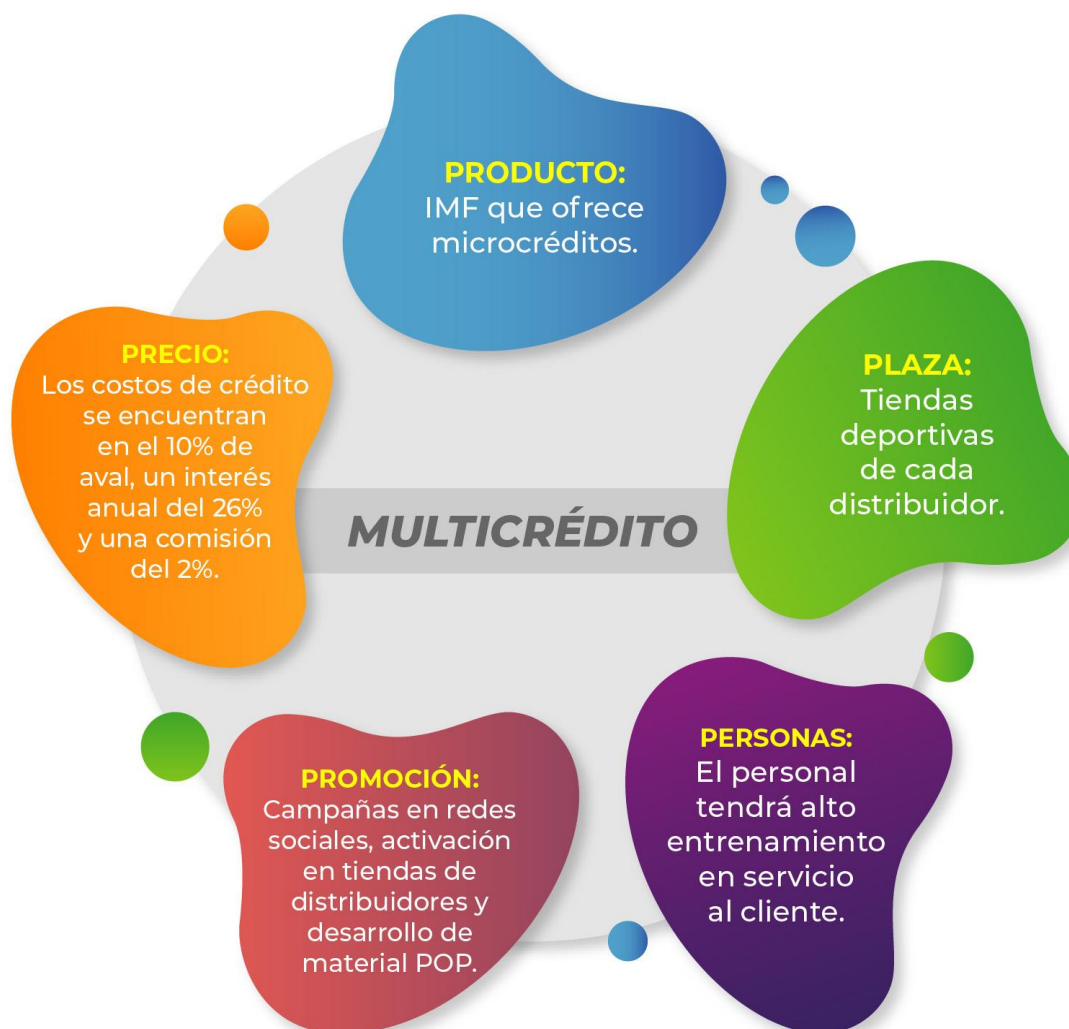 PRODUCTO:
IMF que ofrece
microcréditos.
PLAZA:
Tiendas
deportivas
de cada
distribuidor.
PERSONAS:
El personal
tendrá alto
entrenamiento
en servicio
al cliente.
PROMOCIÓN:
Campañas en redes
sociales, activación
en tiendas de
distribuidores y
desarrollo de
material POP.
PRECIO:
Los costos de crédito
se encuentran
en el 10% de
aval, un interés
anual del 26%
y una comisión
del 2%.
MULTICRÉDITO